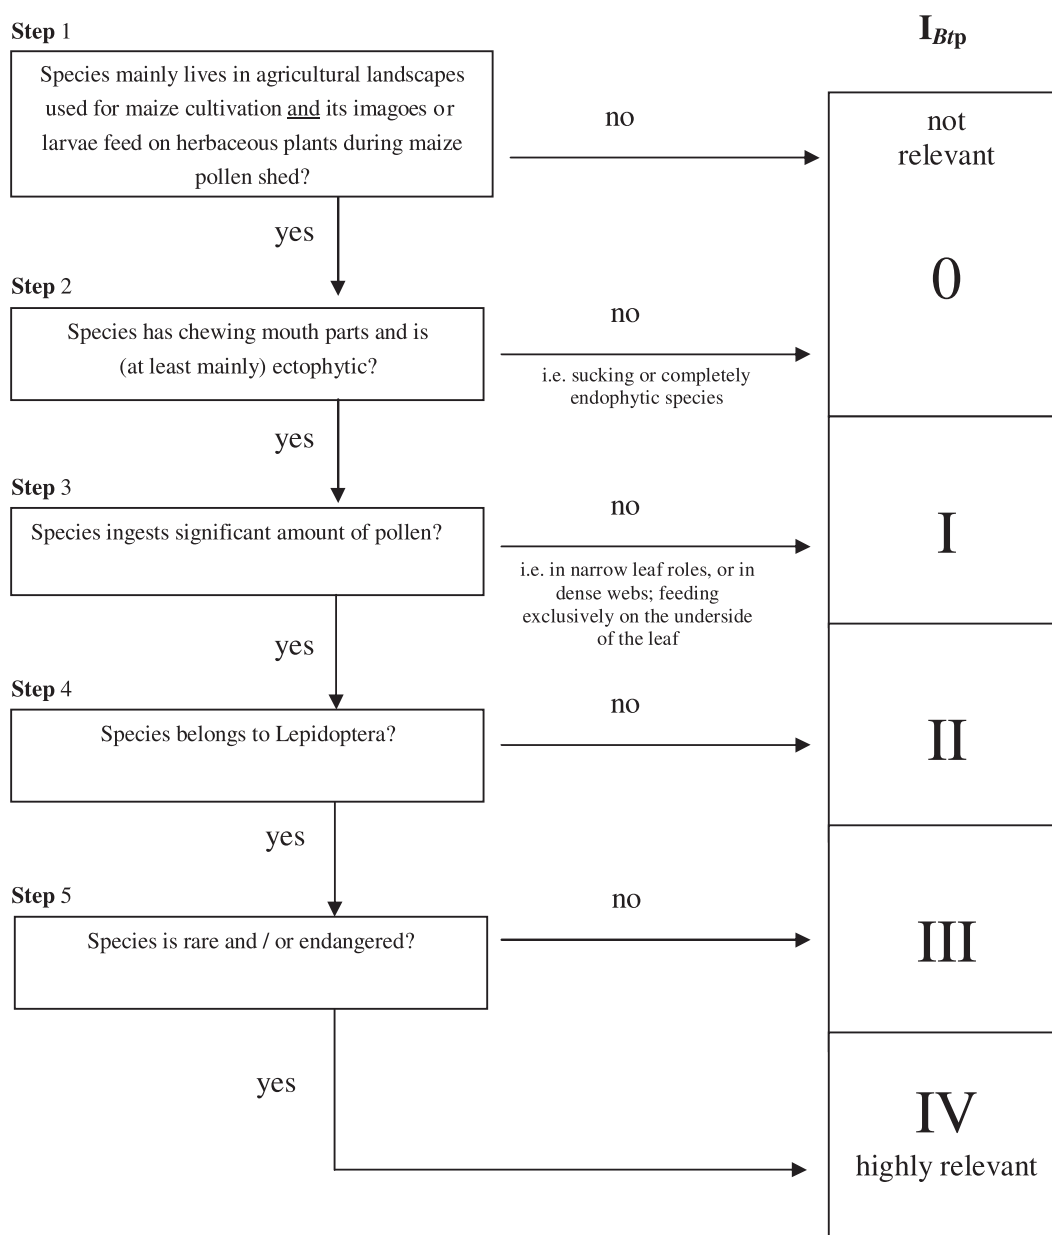 Step 1
I_Btp
Species mainly lives in agricultural landscapes
used for maize cultivation and its imagoes or
larvae feed on herbaceous plants during maize
pollen shed?
no
not
relevant
yes
0
Step 2
Species has chewing mouth parts and is
(at least mainly) ectophytic?
no
i.e. sucking or completely
endophytic species
yes
Step 3
Species ingests significant amount of pollen?
no
i.e. in narrow leaf roles, or in
dense webs; feeding
exclusively on the underside
of the leaf
I
yes
Step 4
Species belongs to Lepidoptera?
no
II
yes
Step 5
Species is rare and / or endangered?
no
III
yes
IV
highly relevant